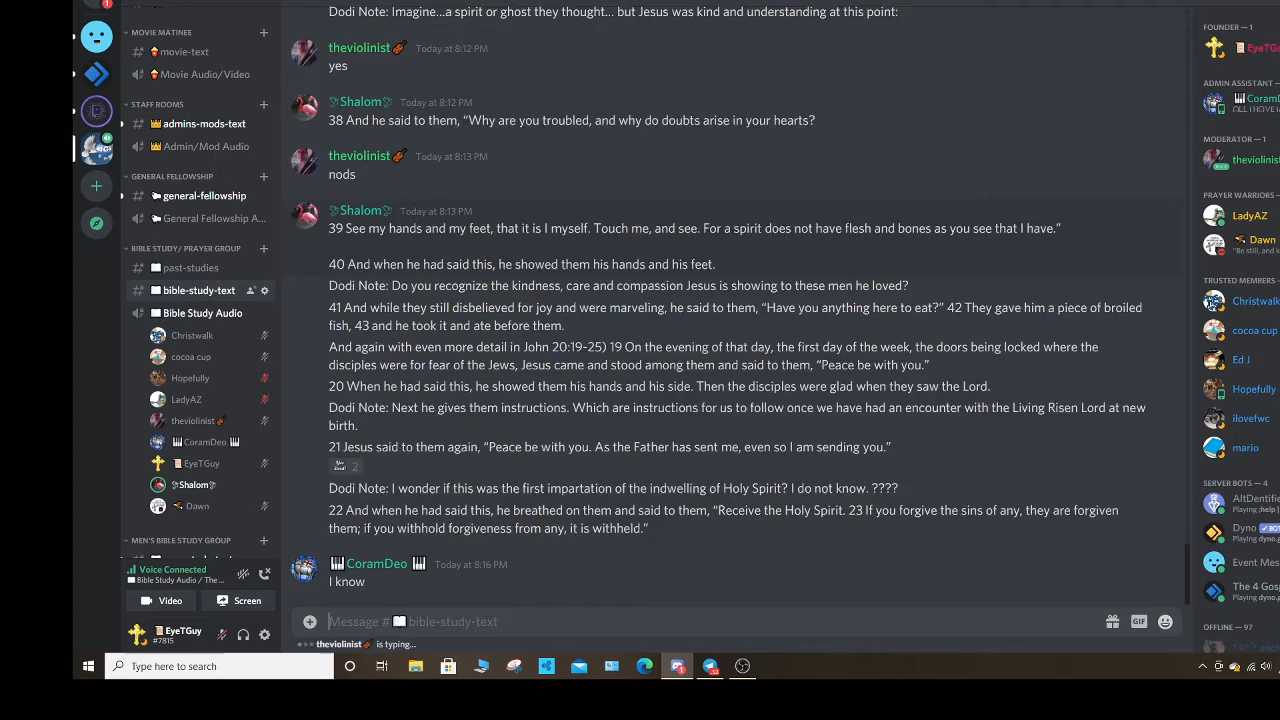 1
Dodi Note: Imagine...a spirit or ghost they thought... but Jesus was kind and understanding at this point:
MOVIE MATINEE
movie-text
Movie Audio/Video
STAFF ROOMS
admins-mods-text
Admin/Mod Audio
GENERAL FELLOWSHIP
general-fellowship
General Fellowship A...
BIBLE STUDY/ PRAYER GROUP
past-studies
bible-study-text
Bible Study Audio
Christwalk
cocoa cup
Hopefully
LadyAZ
theviolinist
CoramDeo
EyeTGuy
Shalom
Dawn
MEN'S BIBLE STUDY GROUP
Voice Connected
Bible Study Audio / The ...
Video
Screen
EyeTGuy
#7815
theviolinist Today at 8:12 PM
yes
Shalom Today at 8:12 PM
38 And he said to them, “Why are you troubled, and why do doubts arise in your hearts?
theviolinist Today at 8:13 PM
nods
Shalom Today at 8:13 PM
39 See my hands and my feet, that it is I myself. Touch me, and see. For a spirit does not have flesh and bones as you see that I have.”
40 And when he had said this, he showed them his hands and his feet.
Dodi Note: Do you recognize the kindness, care and compassion Jesus is showing to these men he loved?
41 And while they still disbelieved for joy and were marveling, he said to them, “Have you anything here to eat?” 42 They gave him a piece of broiled
fish, 43 and he took it and ate before them.
And again with even more detail in John 20:19-25) 19 On the evening of that day, the first day of the week, the doors being locked where the
disciples were for fear of the Jews, Jesus came and stood among them and said to them, “Peace be with you.”
20 When he had said this, he showed them his hands and his side. Then the disciples were glad when they saw the Lord.
Dodi Note: Next he gives them instructions. Which are instructions for us to follow once we have had an encounter with the Living Risen Lord at new
birth.
21 Jesus said to them again, “Peace be with you. As the Father has sent me, even so I am sending you.”
2
Dodi Note: I wonder if this was the first impartation of the indwelling of Holy Spirit? I do not know. ????
22 And when he had said this, he breathed on them and said to them, “Receive the Holy Spirit. 23 If you forgive the sins of any, they are forgiven
them; if you withhold forgiveness from any, it is withheld.”
CoramDeo Today at 8:16 PM
I know
Message # bible-study-text
GIF
theviolinist is typing...
FOUNDER — 1
EyeTG
ADMIN ASSISTANT —
CoramD
MODERATOR — 1
theviolinis
PRAYER WARRIORS —
LadyAZ
Dawn
"Be still, and k
TRUSTED MEMBERS —
Christwalk
cocoa cup
Ed J
Hopefully
ilovefwc
mario
SERVER BOTS — 4
AltDentifie
Playing ;help |
Dyno BOT
Playing dyno.g
Event Mess
The 4 Gosp
Playing dyno.g
OFFLINE — 97
Type here to search